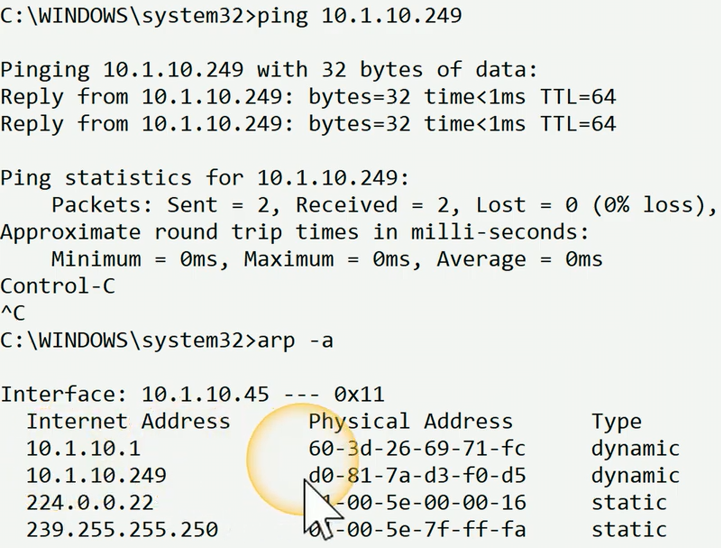 C:\WINDOWS\system32>ping 10.1.10.249
Pinging 10.1.10.249 with 32 bytes of data:
Reply from 10.1.10.249: bytes=32 time<1ms TTL=64
Reply from 10.1.10.249: bytes=32 time<1ms TTL=64
Ping statistics for 10.1.10.249:
Packets: Sent = 2, Received = 2, Lost = 0 (0% loss),
Approximate round trip times in milli-seconds:
Minimum = 0ms, Maximum = 0ms, Average = 0ms
Control-C
^C
C:\WINDOWS\system32>arp -a
Interface: 10.1.10.45 --- 0x11
Internet Address Physical Address Type
10.1.10.1 60-3d-26-69-71-fc dynamic
10.1.10.249 d0-81-7a-d3-f0-d5 dynamic
224.0.0.22 01-00-5e-00-00-16 static
239.255.255.250 01-00-5e-7f-ff-fa static